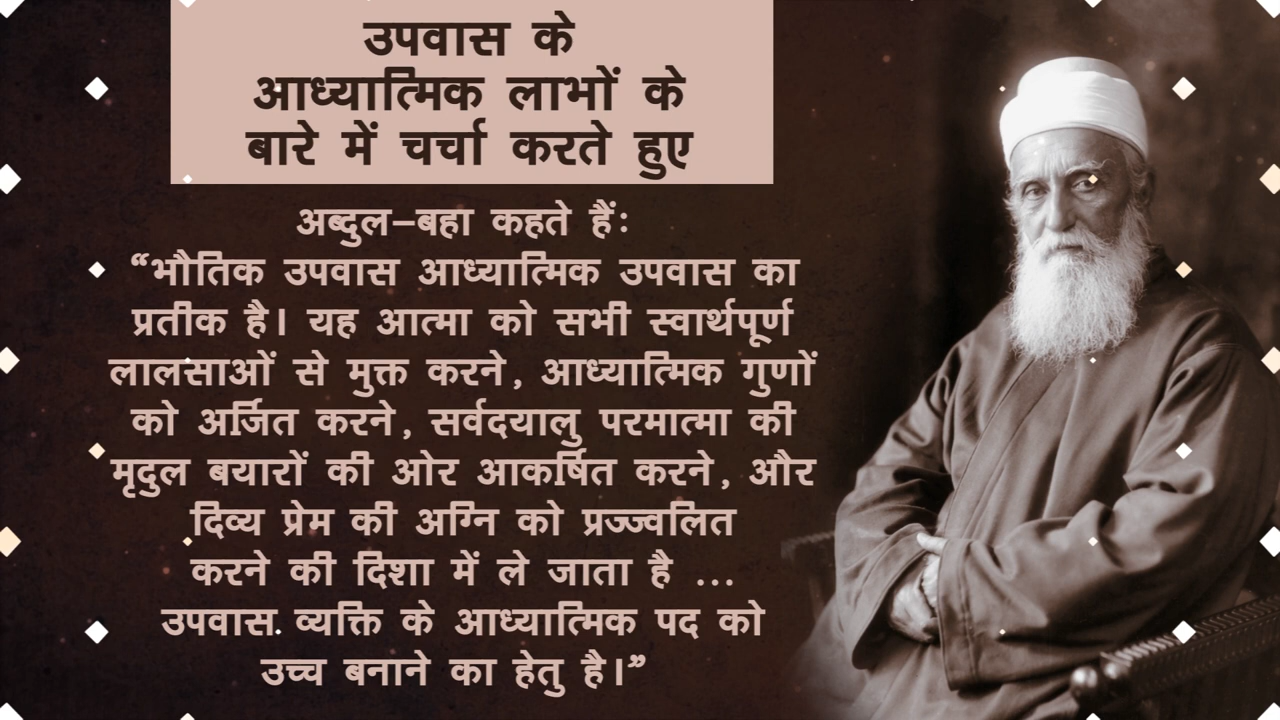 उपवास के
आध्यात्मिक लाभों के
बारे में चर्चा करते हुए
अब्दुल–बहा कहते हैं:
“भौतिक उपवास आध्यात्मिक उपवास का
प्रतीक है। यह आत्मा को सभी स्वार्थपूर्ण
लालसाओं से मुक्त करने, आध्यात्मिक गुणों
को अर्जित करने, सर्वदयालु परमात्मा की
मृदुल बयारों की ओर आकर्षित करने, और
दिव्य प्रेम की अग्नि को प्रज्ज्वलित
करने की दिशा में ले जाता है ...
उपवास व्यक्ति के आध्यात्मिक पद को
उच्च बनाने का हेतु है।”